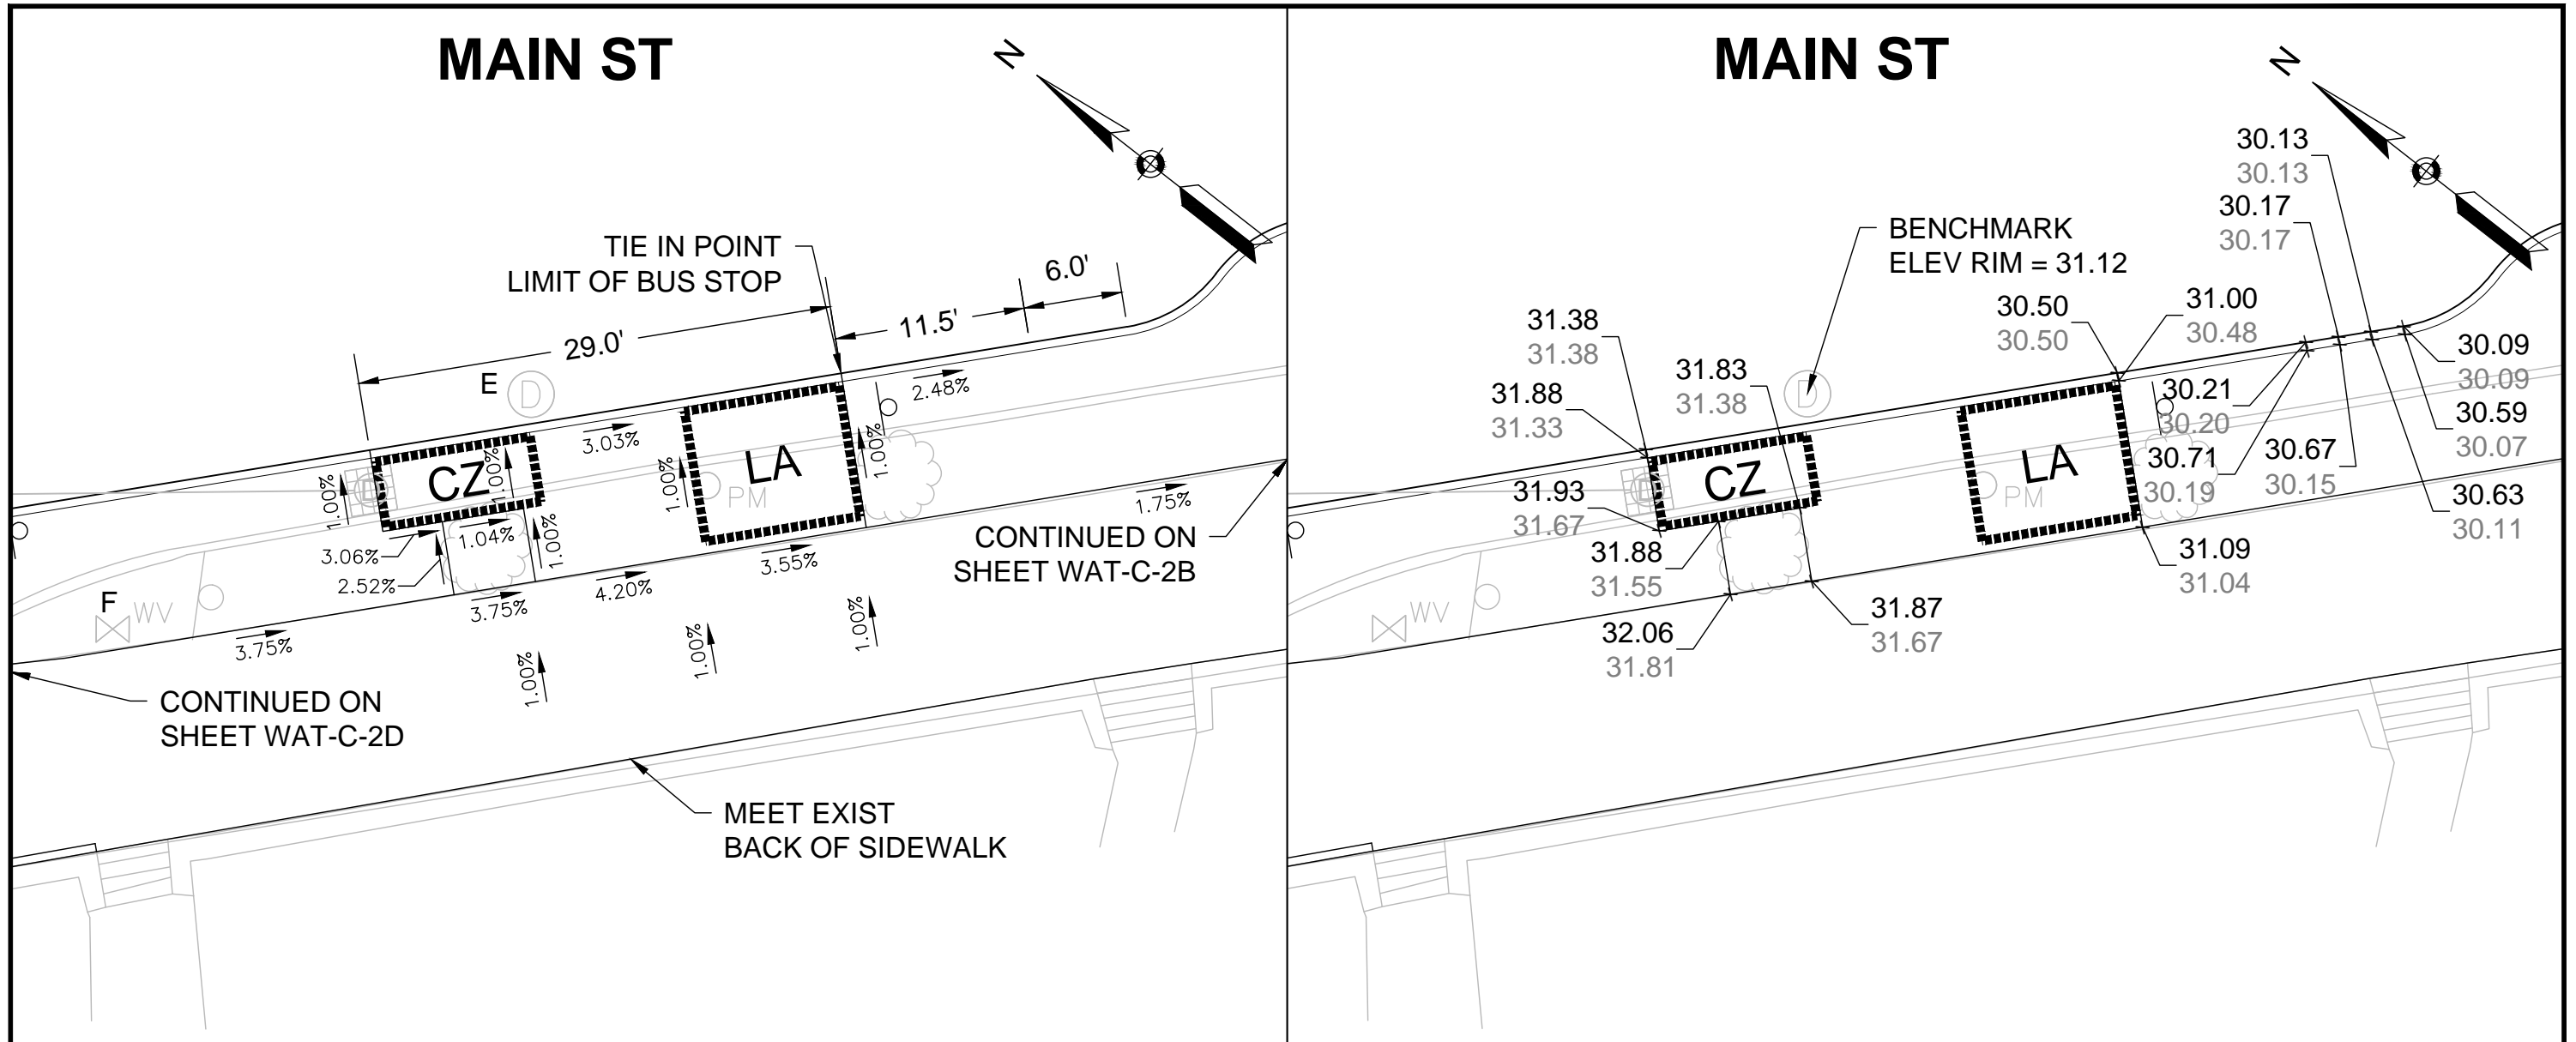 MAIN ST
N
TIE IN POINT
LIMIT OF BUS STOP
6.0'
11.5'
29.0'
E
D
2.48%
3.03%
CZ
1.00%
LA
1.00%
1.00%
1.00%
PM
1.04%
1.00%
3.06%
2.52%
3.55%
1.75%
CONTINUED ON
SHEET WAT-C-2B
4.20%
3.75%
F
WV
3.75%
1.00%
1.00%
1.00%
CONTINUED ON
SHEET WAT-C-2D
MEET EXIST
BACK OF SIDEWALK
MAIN ST
N
30.13
30.13
30.17
30.17
BENCHMARK
ELEV RIM = 31.12
30.50
30.50
31.00
30.48
31.38
31.38
31.83
31.38
31.88
31.33
D
30.09
30.09
30.21
30.20
30.59
30.07
CZ
LA
PM
30.71
30.19
30.67
30.15
31.93
31.67
30.63
30.11
31.88
31.55
31.09
31.04
WV
31.87
31.67
32.06
31.81